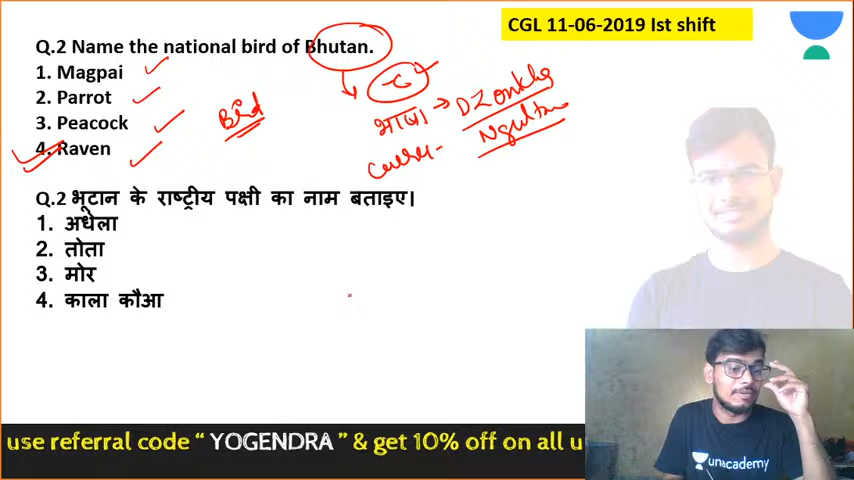 CGL 11-06-2019 Ist shift
Q.2 Name the national bird of Bhutan.
1. Magpai
2. Parrot
3. Peacock
4. Raven
Bird
भाषा → DZonkha
Ngultrum
Q.2 भूटान के राष्ट्रीय पक्षी का नाम बताइए।
1. अधेला
2. तोता
3. मोर
4. काला कौआ
use referral code “ YOGENDRA ” & get 10% off on all u
unacademy